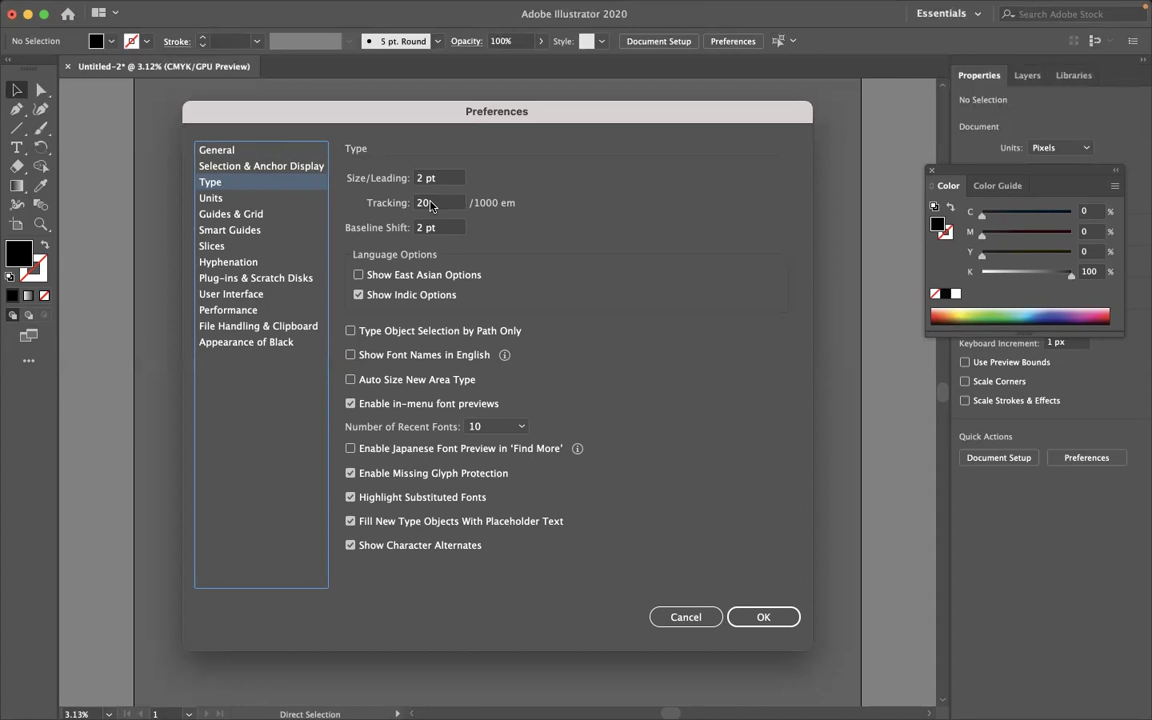 Adobe Illustrator 2020
Essentials
Search Adobe Stock
No Selection
Stroke:
5 pt. Round
Opacity:
100%
Style:
Document Setup
Preferences
Untitled-2* @ 3.12% (CMYK/GPU Preview)
Properties
Layers
Libraries
No Selection
Document
Units:
Pixels
Color
Color Guide
C
0
%
M
0
%
Y
0
%
K
100
%
Keyboard Increment:
1 px
Use Preview Bounds
Scale Corners
Scale Strokes & Effects
Quick Actions
Document Setup
Preferences
Preferences
General
Selection & Anchor Display
Type
Units
Guides & Grid
Smart Guides
Slices
Hyphenation
Plug-ins & Scratch Disks
User Interface
Performance
File Handling & Clipboard
Appearance of Black
Type
Size/Leading:
2 pt
Tracking:
20
/1000 em
Baseline Shift:
2 pt
Language Options
Show East Asian Options
Show Indic Options
Type Object Selection by Path Only
Show Font Names in English
Auto Size New Area Type
Enable in-menu font previews
Number of Recent Fonts:
10
Enable Japanese Font Preview in ‘Find More’
Enable Missing Glyph Protection
Highlight Substituted Fonts
Fill New Type Objects With Placeholder Text
Show Character Alternates
Cancel
OK
3.13%
1
Direct Selection